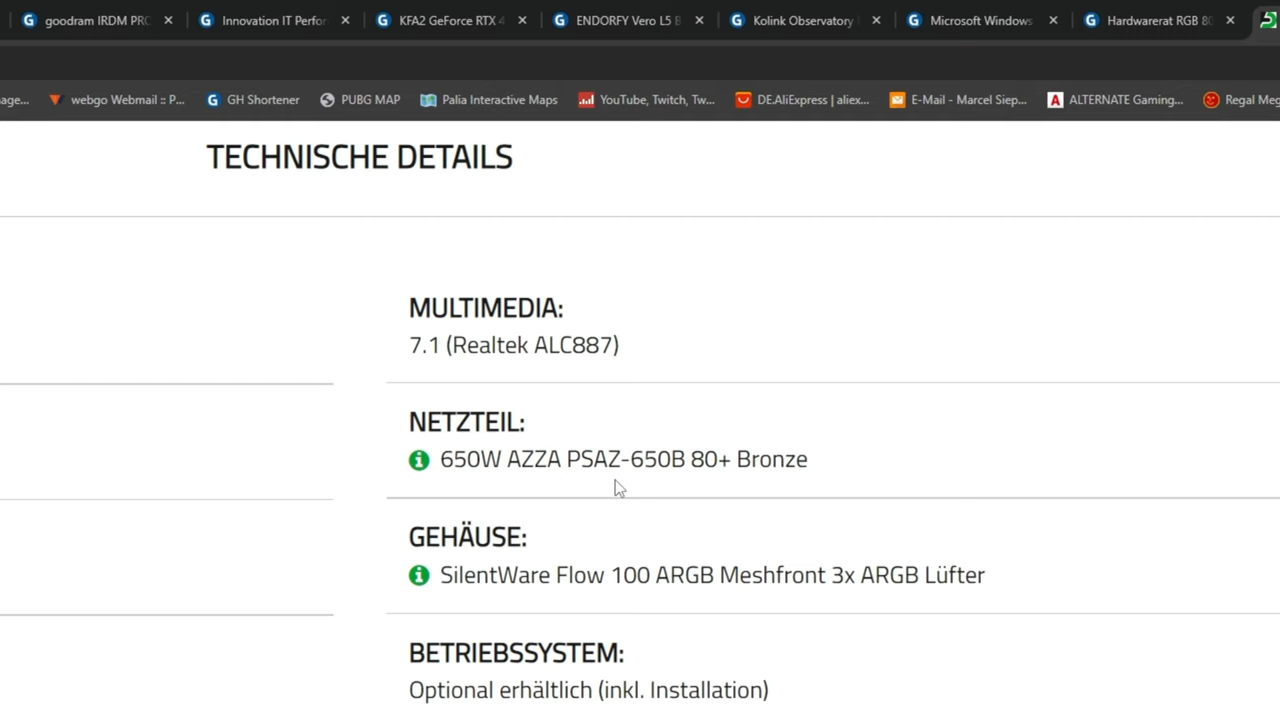 goodram IRDM PRO
Innovation IT Perfor
KFA2 GeForce RTX 4
ENDORFY Vero L5 B
Kolink Observatory
Microsoft Windows
Hardwarerat RGB 80
age...
webgo Webmail :: P...
GH Shortener
PUBG MAP
Palia Interactive Maps
YouTube, Twitch, Tw...
DE.AliExpress | aliex...
E-Mail - Marcel Siep...
ALTERNATE Gaming...
Regal Meg
TECHNISCHE DETAILS
MULTIMEDIA:
7.1 (Realtek ALC887)
NETZTEIL:
650W AZZA PSAZ-650B 80+ Bronze
GEHÄUSE:
SilentWare Flow 100 ARGB Meshfront 3x ARGB Lüfter
BETRIEBSSYSTEM:
Optional erhältlich (inkl. Installation)